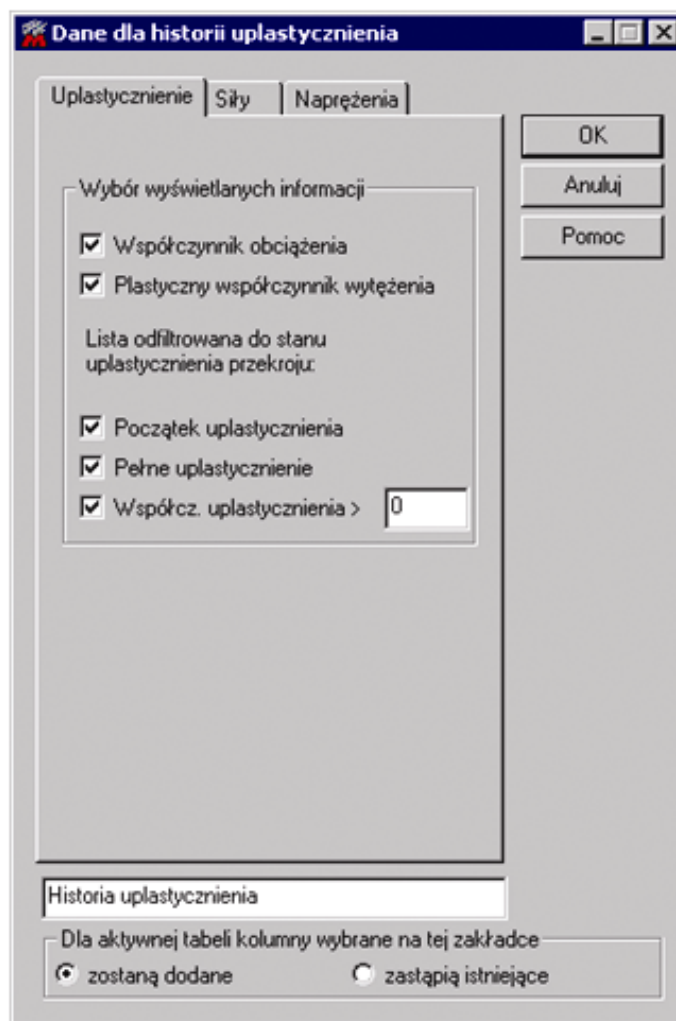 Dane dla historii uplastycznienia
Uplastycznienie
Siły
Naprężenia
OK
Anuluj
Pomoc
Wybór wyświetlanych informacji
Współczynnik obciążenia
Plastyczny współczynnik wytężenia
Lista odfiltrowana do stanu
uplastycznienia przekroju:
Początek uplastycznienia
Pełne uplastycznienie
Współcz. uplastycznienia > 0
Historia uplastycznienia
Dla aktywnej tabeli kolumny wybrane na tej zakładce
zostaną dodane
zastąpią istniejące